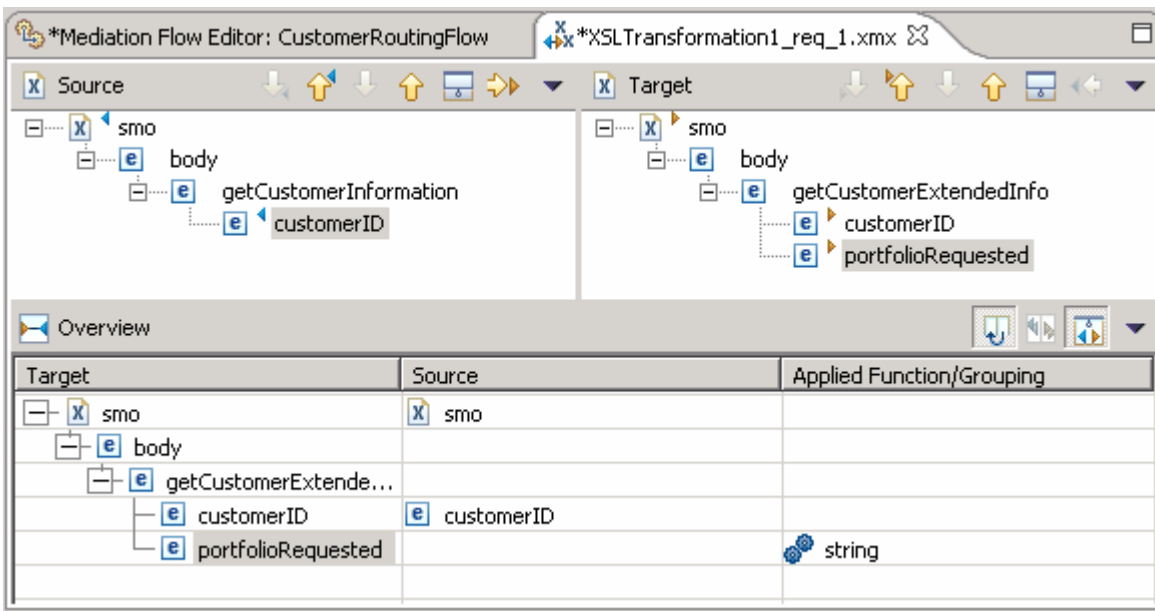 *Mediation Flow Editor: CustomerRoutingFlow *XSLTransformation1_req_1.xmx
Source
smo
body
getCustomerInformation
customerID
Target
smo
body
getCustomerExtendedInfo
customerID
portfolioRequested
Overview
Target Source Applied Function/Grouping
smo smo
body
getCustomerExtende...
customerID customerID
portfolioRequested string